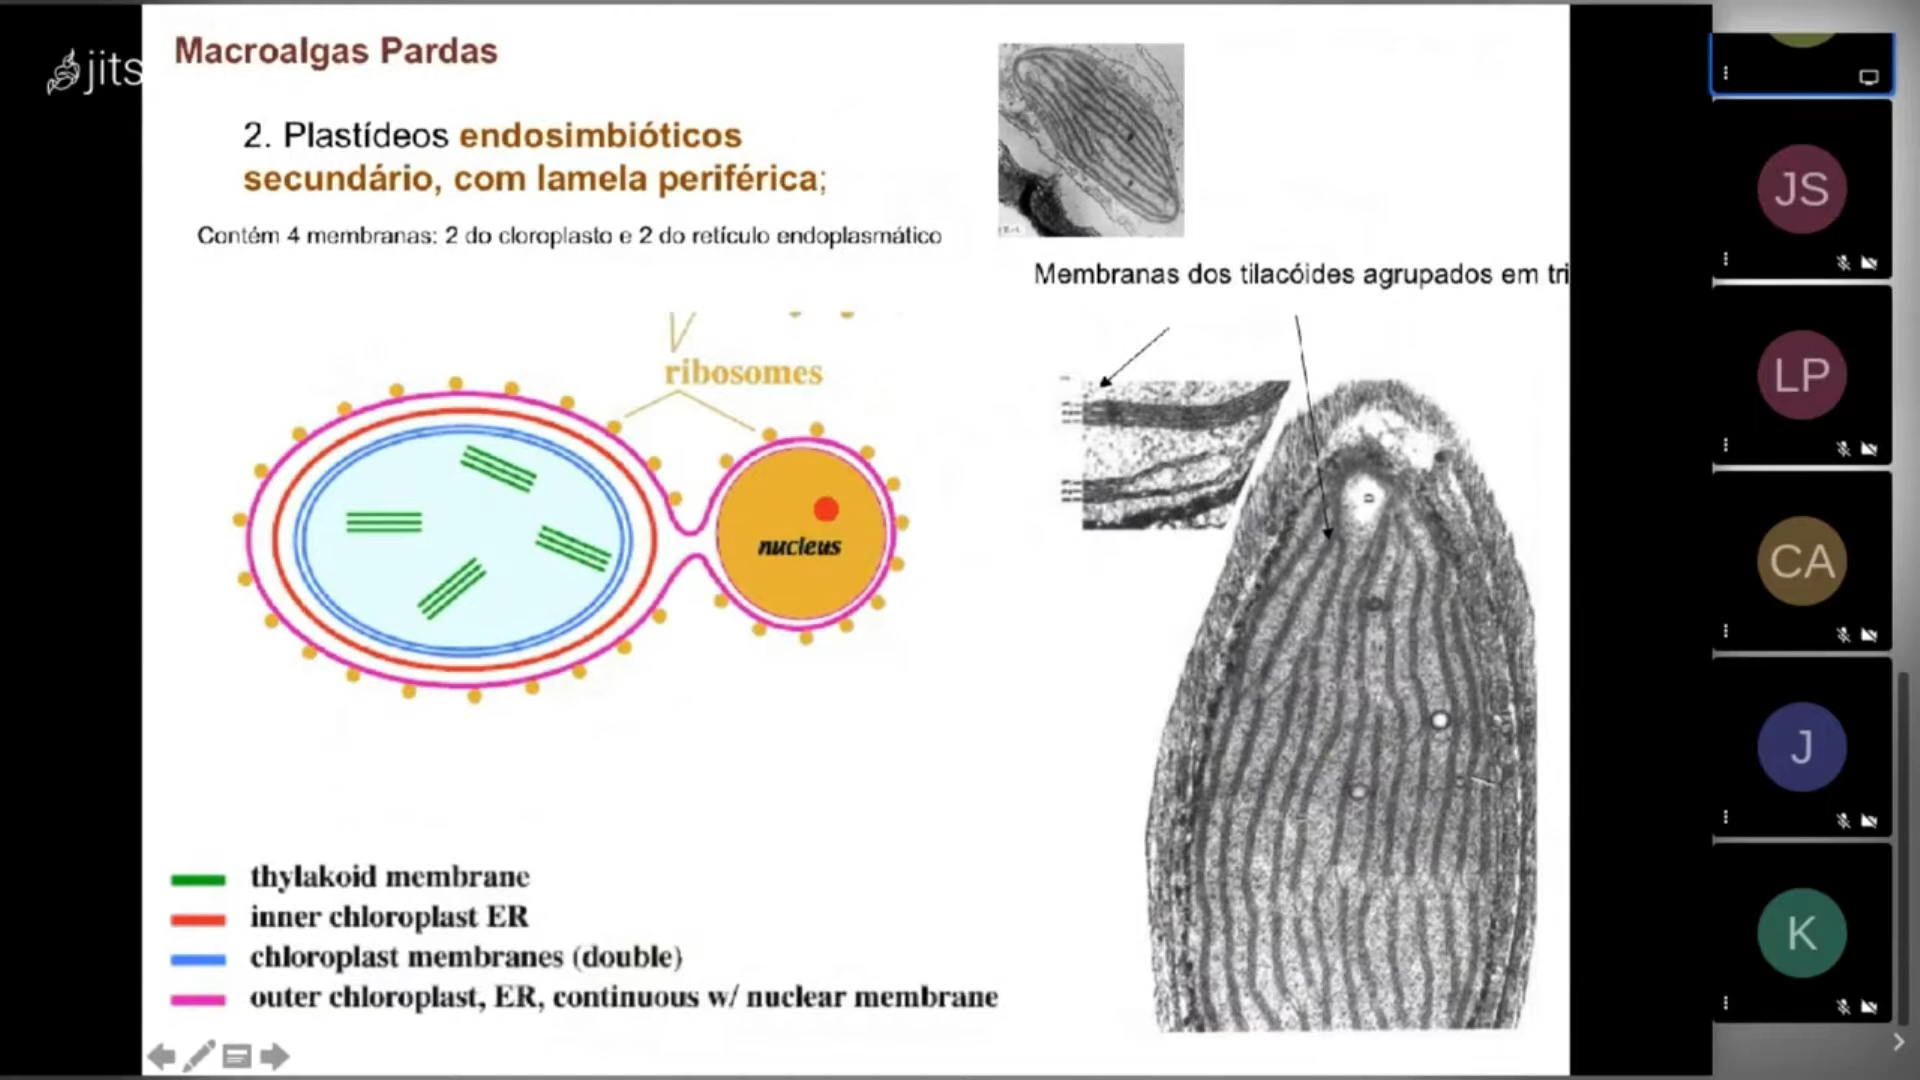 jits
Macroalgas Pardas
2. Plastídeos endosimbióticos
secundário, com lamela periférica;
Contém 4 membranas: 2 do cloroplasto e 2 do retículo endoplasmático
Membranas dos tilacóides agrupados em tri
ribosomes
nucleus
thylakoid membrane
inner chloroplast ER
chloroplast membranes (double)
outer chloroplast, ER, continuous w/ nuclear membrane
JS
LP
CA
J
K